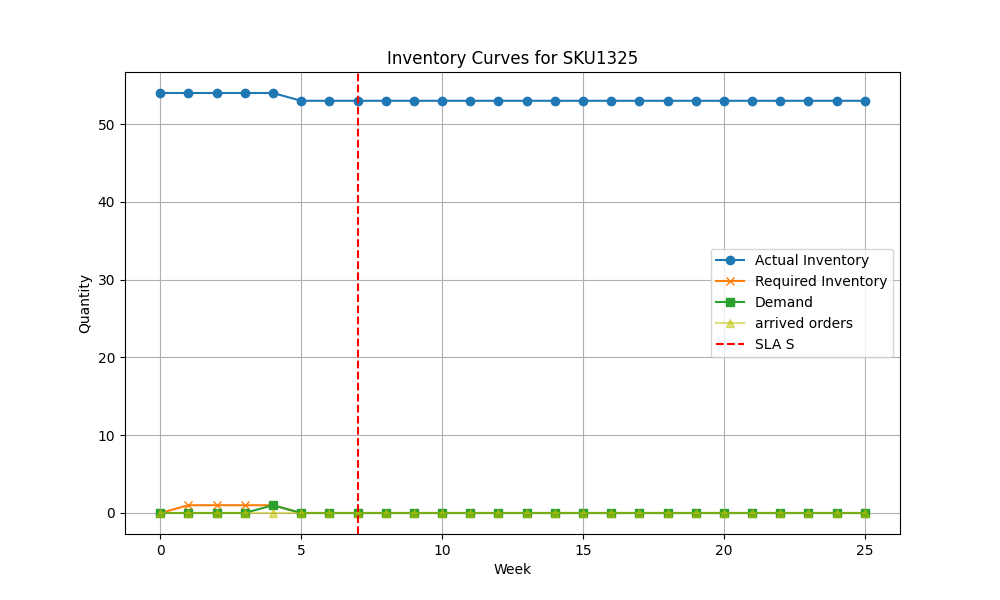 Inventory Curves for SKU1325
Quantity
50
40
30
20
10
0
Actual Inventory
Required Inventory
Demand
arrived orders
SLA S
0 5 10 15 20 25
Week